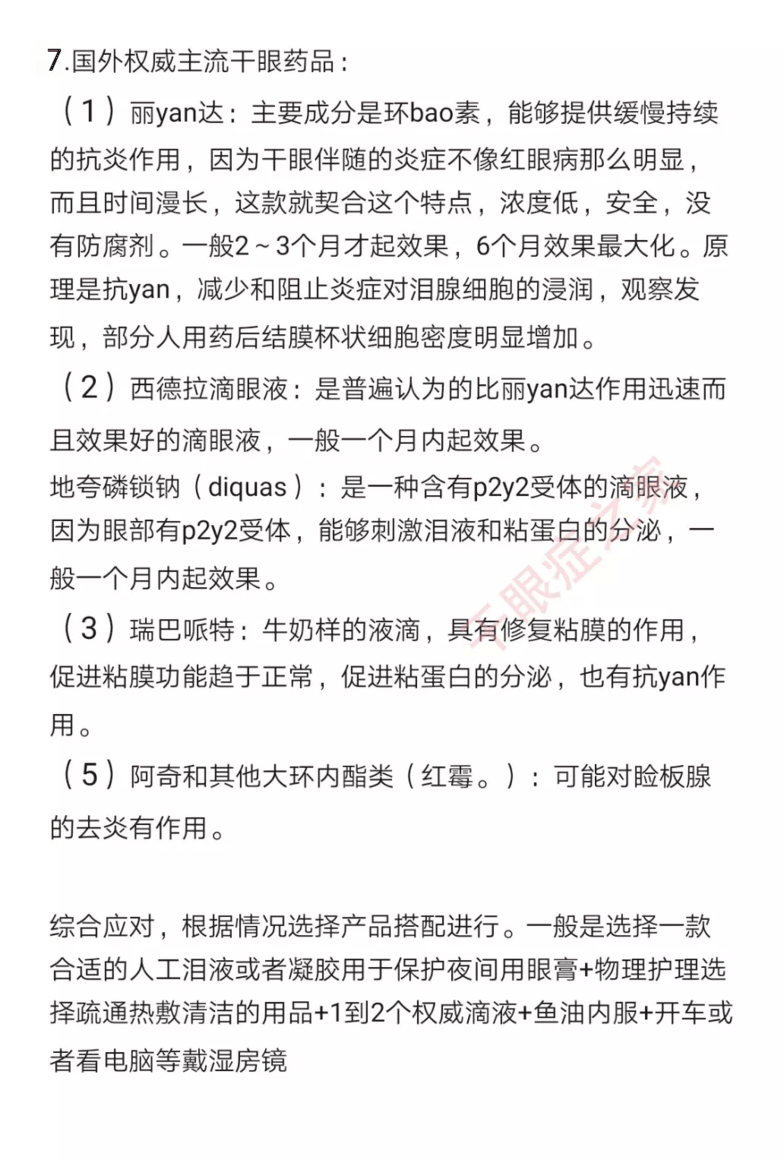 7.国外权威主流干眼药品：
（1）丽yan达：主要成分是环bao素，能够提供缓慢持续
的抗炎作用，因为干眼伴随的炎症不像红眼病那么明显，
而且时间漫长，这款就契合这个特点，浓度低，安全，没
有防腐剂。一般2～3个月才起效果，6个月效果最大化。原
理是抗yan，减少和阻止炎症对泪腺细胞的浸润，观察发
现，部分人用药后结膜杯状细胞密度明显增加。
（2）西德拉滴眼液：是普遍认为的比丽yan达作用迅速而
且效果好的滴眼液，一般一个月内起效果。
地夸磷锁钠（diquas）：是一种含有p2y2受体的滴眼液，
因为眼部有p2y2受体，能够刺激泪液和粘蛋白的分泌，一
般一个月内起效果。
（3）瑞巴哌特：牛奶样的液滴，具有修复粘膜的作用，
促进粘膜功能趋于正常，促进粘蛋白的分泌，也有抗yan作
用。
（5）阿奇和其他大环内酯类（红霉。）：可能对睑板腺
的去炎有作用。
综合应对，根据情况选择产品搭配进行。一般是选择一款
合适的人工泪液或者凝胶用于保护夜间用眼膏+物理护理选
择疏通热敷清洁的用品+1到2个权威滴液+鱼油内服+开车或
者看电脑等戴湿房镜
干眼症之家